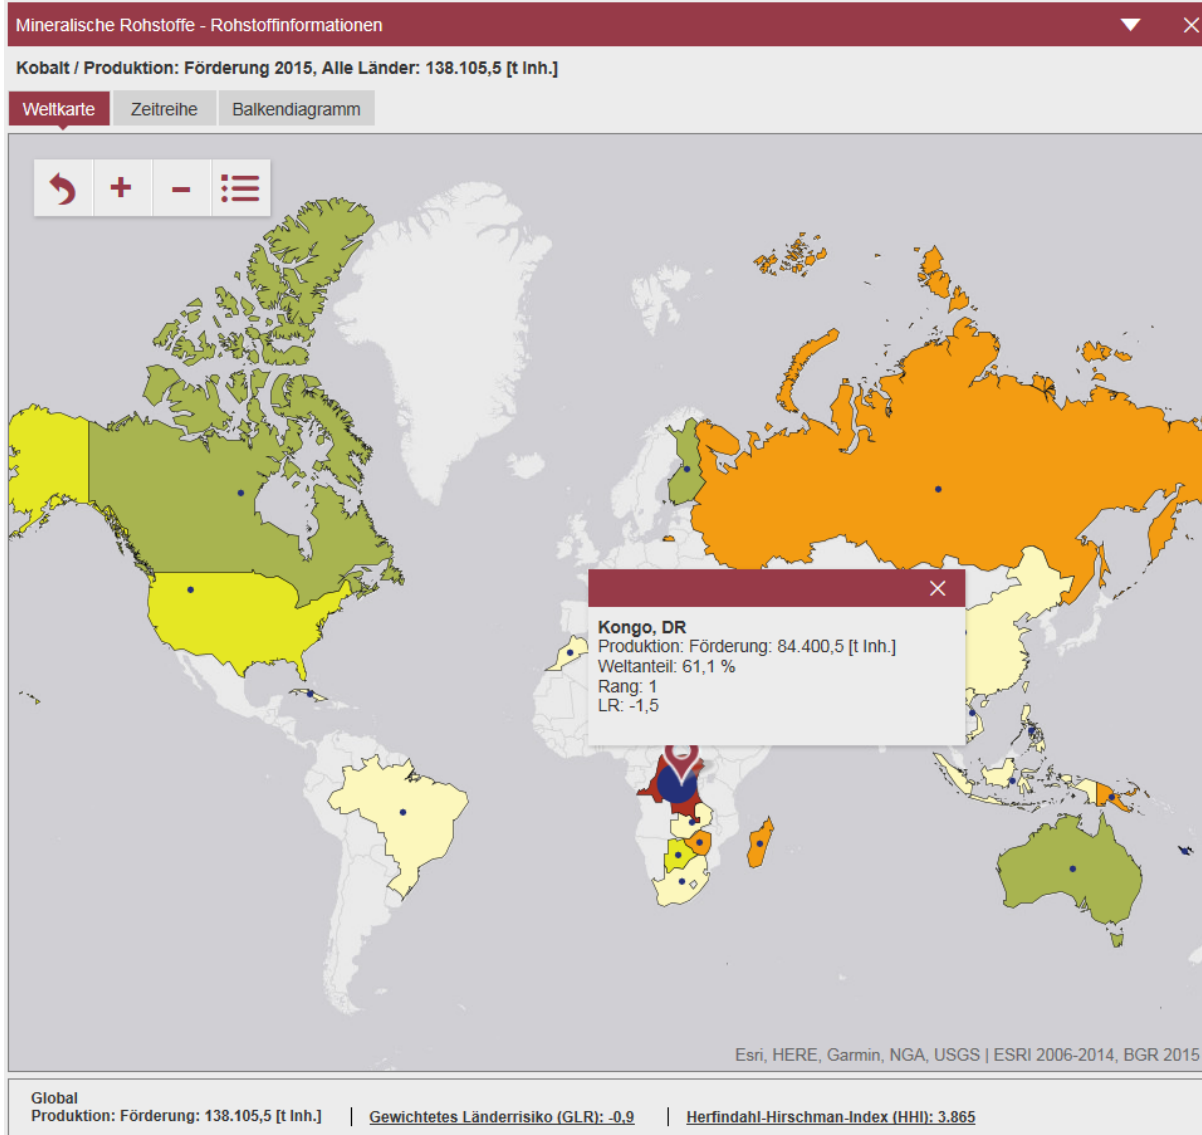 Mineralische Rohstoffe - Rohstoffinformationen
Kobalt / Produktion: Förderung 2015, Alle Länder: 138.105,5 [t Inh.]
Weltkarte Zeitreihe Balkendiagramm
Kongo, DR
Produktion: Förderung: 84.400,5 [t Inh.]
Weltanteil: 61,1 %
Rang: 1
LR: -1,5
Esri, HERE, Garmin, NGA, USGS | ESRI 2006-2014, BGR 2015
Global
Produktion: Förderung: 138.105,5 [t Inh.] | Gewichtetes Länderrisiko (GLR): -0,9 | Herfindahl-Hirschman-Index (HHI): 3.865